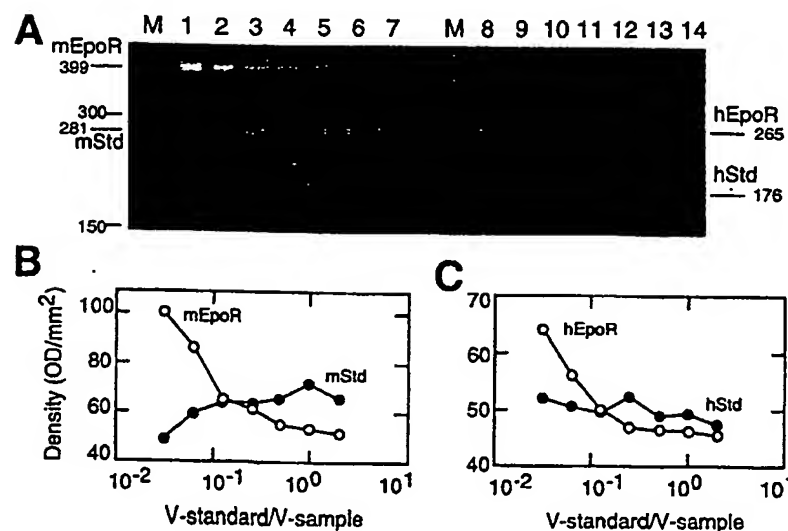 A
M 1 2 3 4 5 6 7 M 8 9 10 11 12 13 14
mEpoR
399
300
281
mStd
150
hEpoR
265
hStd
176
B
Density (OD/mm²)
100
80
60
40
mEpoR
mStd
10⁻² 10⁻¹ 10⁰ 10¹
V-standard/V-sample
C
70
60
50
40
hEpoR
hStd
10⁻² 10⁻¹ 10⁰ 10¹
V-standard/V-sample